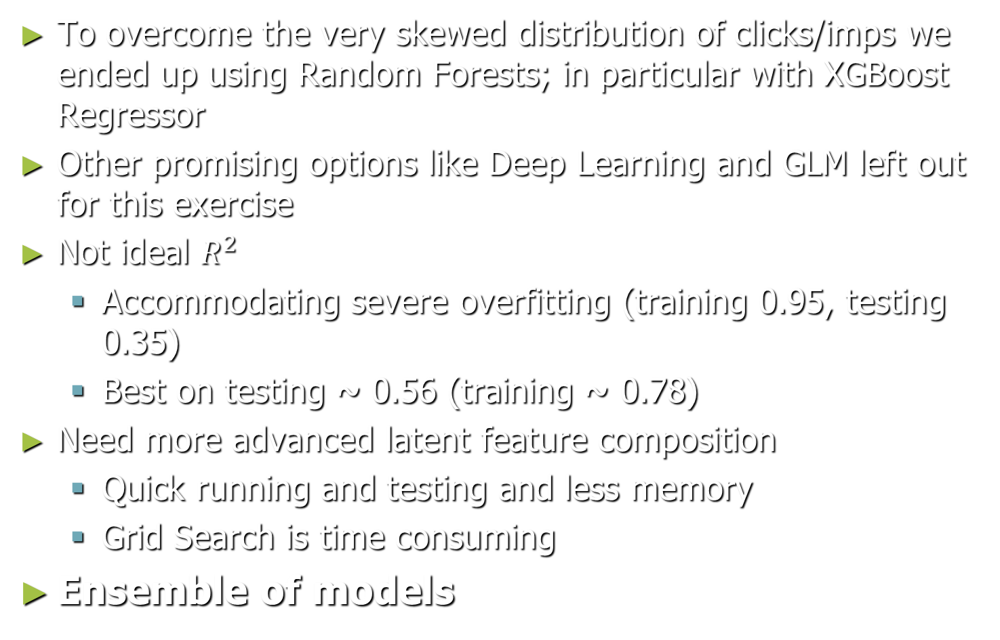 ► To overcome the very skewed distribution of clicks/imps we
ended up using Random Forests; in particular with XGBoost
Regressor
► Other promising options like Deep Learning and GLM left out
for this exercise
► Not ideal R²
▪ Accommodating severe overfitting (training 0.95, testing
0.35)
▪ Best on testing ~ 0.56 (training ~ 0.78)
► Need more advanced latent feature composition
▪ Quick running and testing and less memory
▪ Grid Search is time consuming
► Ensemble of models